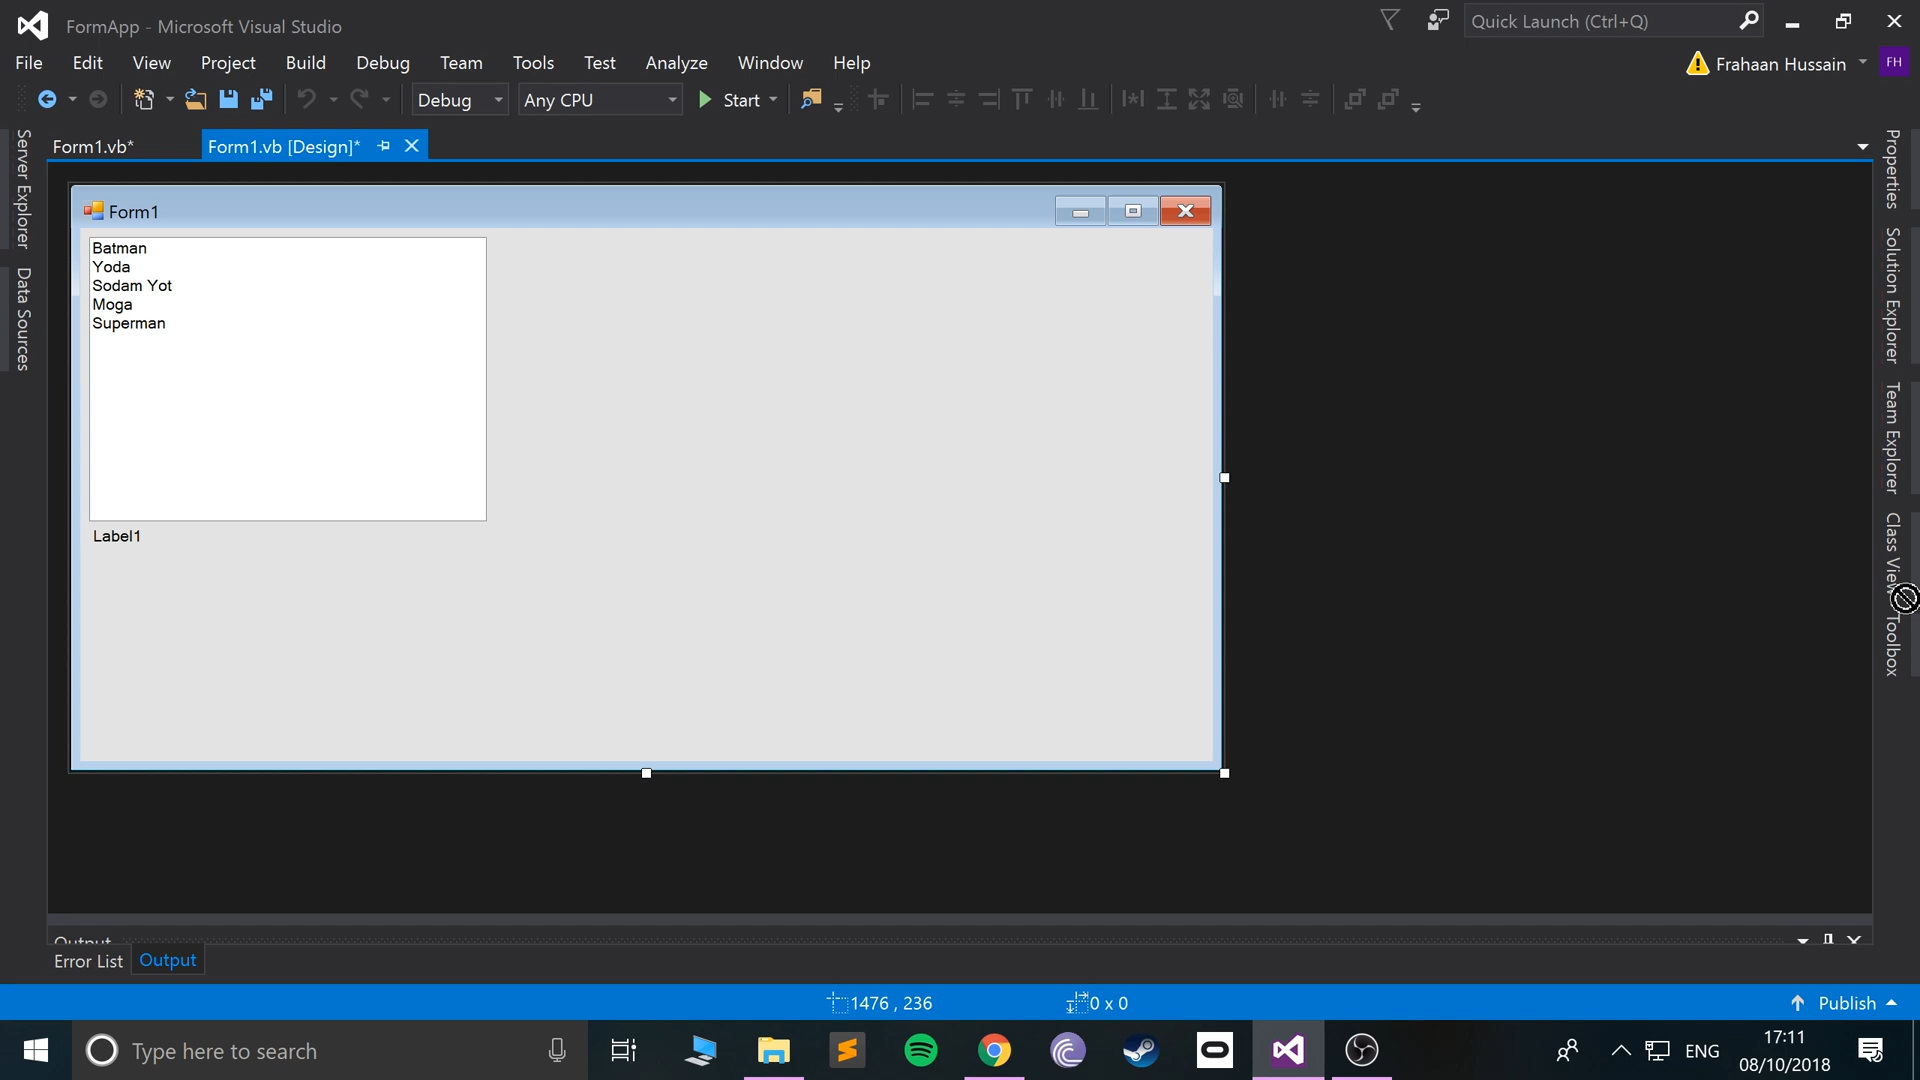 FormApp - Microsoft Visual Studio
Quick Launch (Ctrl+Q)
File Edit View Project Build Debug Team Tools Test Analyze Window Help
Frahaan Hussain FH
Debug Any CPU Start
Form1.vb* Form1.vb [Design]*
Server Explorer
Data Sources
Form1
Batman
Yoda
Sodam Yot
Moga
Superman
Label1
Properties
Solution Explorer
Team Explorer
Class View
Toolbox
Output
Error List Output
1476 , 236 0 x 0 Publish
Type here to search
ENG
17:11
08/10/2018